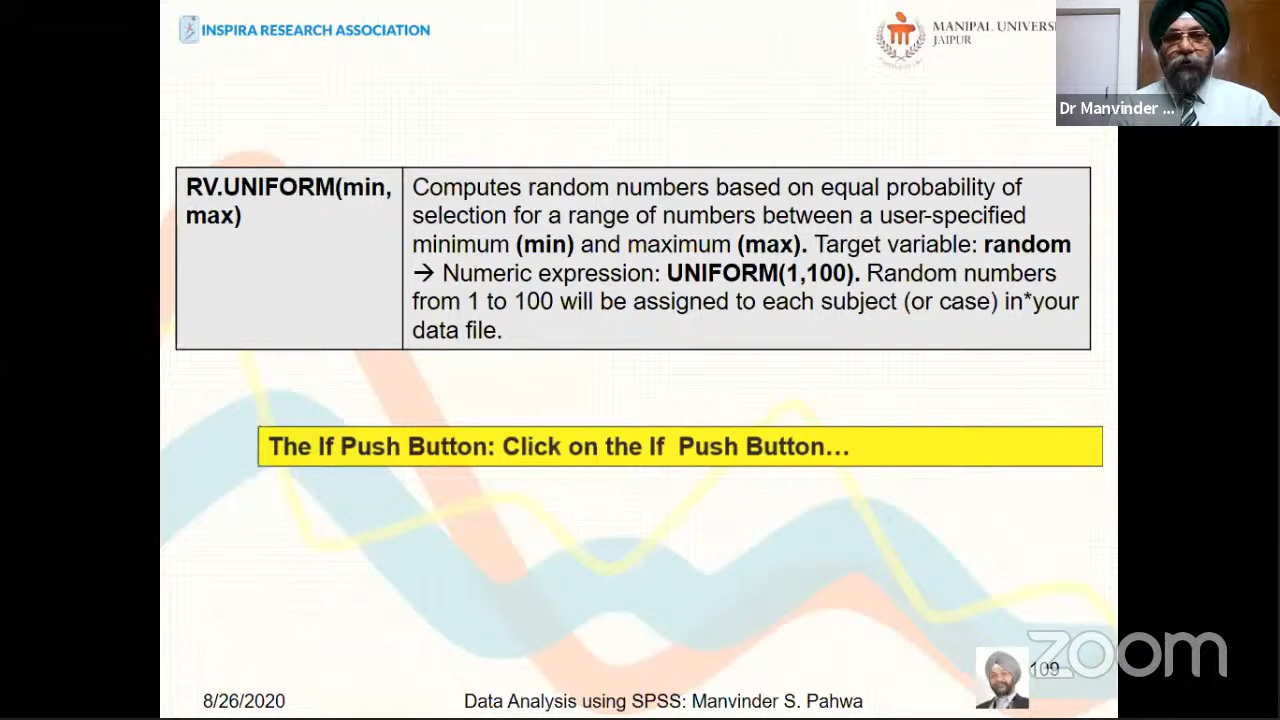 INSPIRA RESEARCH ASSOCIATION
MANIPAL UNIVERS
JAIPUR
Dr Manvinder ...
RV.UNIFORM(min,
max)
Computes random numbers based on equal probability of
selection for a range of numbers between a user-specified
minimum (min) and maximum (max). Target variable: random
→ Numeric expression: UNIFORM(1,100). Random numbers
from 1 to 100 will be assigned to each subject (or case) in*your
data file.
The If Push Button: Click on the If  Push Button…
zoom
109
8/26/2020
Data Analysis using SPSS: Manvinder S. Pahwa